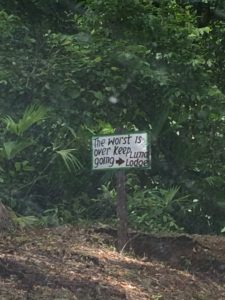 The worst is
over Keep
going → Luna
Lodge